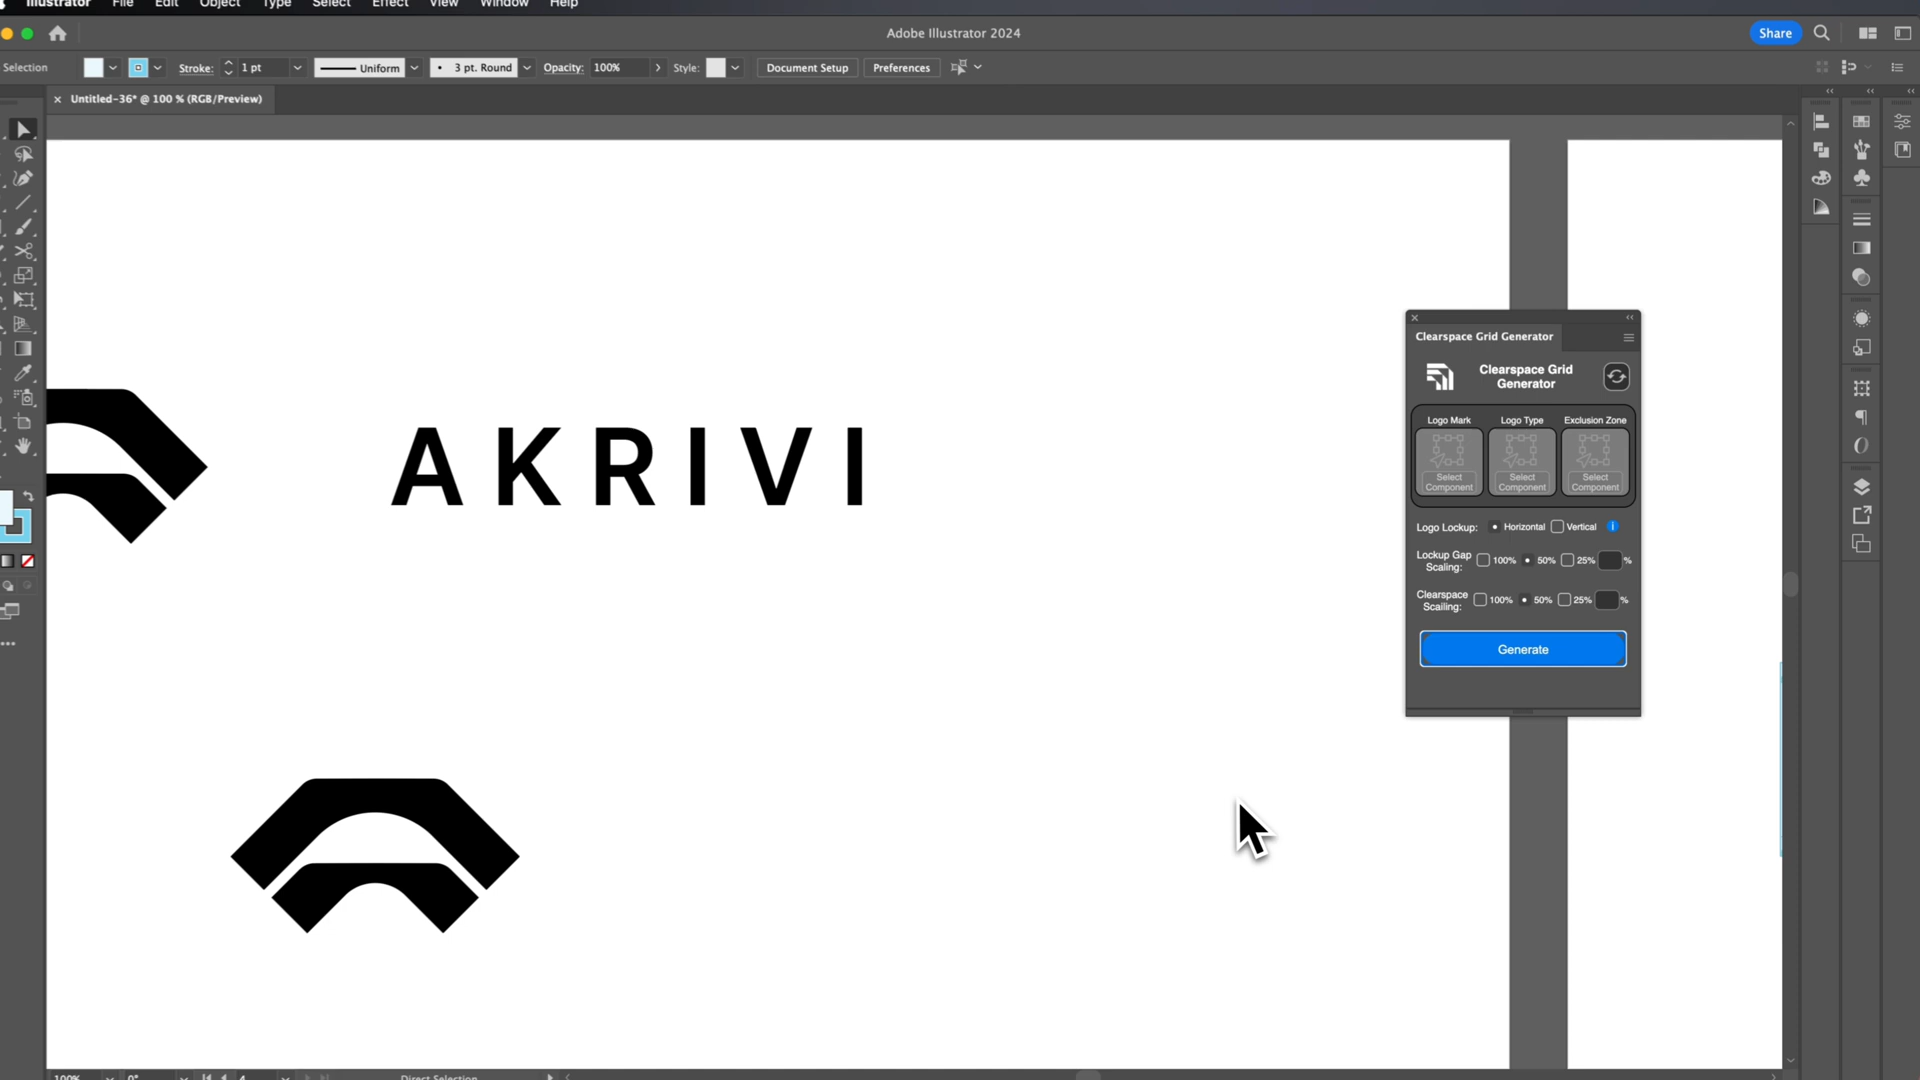 Illustrator File Edit Object Type Select Effect View Window Help
Adobe Illustrator 2024
Share
Selection
Stroke: 1 pt
Uniform
3 pt. Round
Opacity: 100%
Style:
Document Setup
Preferences
× Untitled-36* @ 100 % (RGB/Preview)
AKRIVI
Clearspace Grid Generator
Clearspace Grid
Generator
Logo Mark Logo Type Exclusion Zone
Select Select Select
Component Component Component
Logo Lockup: Horizontal Vertical i
Lockup Gap
Scaling: 100% 50% 25% %
Clearspace
Scailing: 100% 50% 25% %
Generate
100% 0° 4 Direct Selection